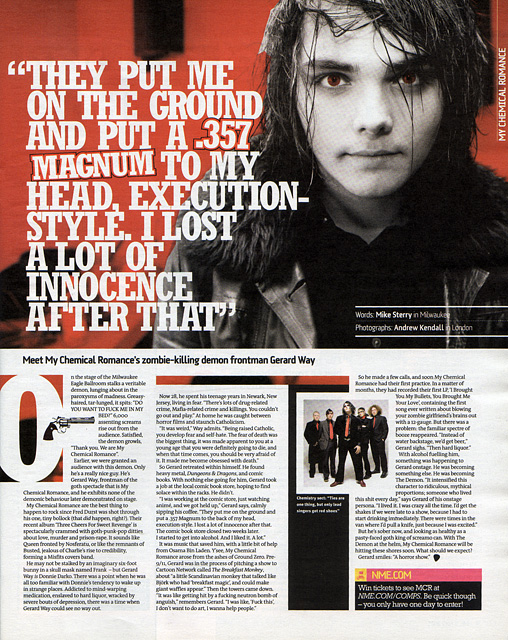 MY CHEMICAL ROMANCE
“THEY PUT ME
ON THE GROUND
AND PUT A .357
MAGNUM TO MY
HEAD, EXECUTION-
STYLE. I LOST
A LOT OF
INNOCENCE
AFTER THAT”
Words: Mike Sterry in Milwaukee
Photographs: Andrew Kendall in London
Meet My Chemical Romance's zombie-killing demon frontman Gerard Way
On the stage of the Milwaukee
Eagle Ballroom stalks a veritable
demon, lunging about in the
paroxysms of madness. Greasy-
haired, tar-lunged, it spits: "DO
YOU WANT TO FUCK ME IN MY
BED?" 6,000
assenting screams
rise out from the
audience. Satisfied,
the demon growls,
"Thank you. We are My
Chemical Romance".
Earlier, we were granted an
audience with this demon. Only
he's a really nice guy. He's
Gerard Way, frontman of the
goth spectacle that is My
Chemical Romance, and he exhibits none of the
demonic behaviour later demonstrated on stage.
My Chemical Romance are the best thing to
happen to rock since Fred Durst was shot through
his one, tiny bollock (that did happen, right?). Their
recent album 'Three Cheers For Sweet Revenge' is
spectacularly crammed with goth/punk/pop ditties
about love, murder and prison-rape. It sounds like
Queen fronted by Nosferatu, or like the remnants of
Busted, jealous of Charlie's rise to credibility,
forming a Misfits covers band.
He may not be stalked by an imaginary six-foot
bunny in a skull mask named Frank – but Gerard
Way is Donnie Darko. There was a point when he was
all too familiar with Donnie's tendency to wake up
in strange places. Addicted to mind-warping
medication, enslaved to hard liquor, wracked by
severe bouts of depression, there was a time when
Gerard Way could see no way out.
Now 28, he spent his teenage years in Newark, New
Jersey, living in fear. "There's lots of drug-related
crime, Mafia-related crime and killings. You couldn't
go out and play." At home he was caught between
horror films and staunch Catholicism.
"It was weird," Way admits. "Being raised Catholic,
you develop fear and self-hate. The fear of death was
the biggest thing, it was made apparent to you at a
young age that you were definitely going to die, and
when that time comes, you should be very afraid of
it. It made me become obsessed with death."
So Gerard retreated within himself. He found
heavy metal, Dungeons & Dragons, and comic
books. With nothing else going for him, Gerard took
a job at the local comic book store, hoping to find
solace within the racks. He didn't.
"I was working at the comic store, just watching
animé, and we got held up," Gerard says, calmly
sipping his coffee. "They put me on the ground and
put a .357 Magnum to the back of my head,
execution-style. I lost a lot of innocence after that.
The comic book store closed two weeks later.
I started to get into alcohol. And I liked it. A lot."
It was music that saved him, with a little bit of help
from Osama Bin Laden. Y'see, My Chemical
Romance arose from the ashes of Ground Zero. Pre-
9/11, Gerard was in the process of pitching a show to
Cartoon Network called The Breakfast Monkey,
about "a little Scandinavian monkey that talked like
Björk who had 'breakfast magic', and could make
giant waffles appear." Then the towers came down.
"It was like getting hit by a fucking neutron bomb of
anguish," remembers Gerard. "I was like, 'Fuck this',
I don't want to do art, I wanna help people."
So he made a few calls, and soon My Chemical
Romance had their first practice. In a matter of
months, they had recorded their first LP, 'I Brought
You My Bullets, You Brought Me
Your Love', containing the first
song ever written about blowing
your zombie girlfriend's brains out
with a 12-gauge. But there was a
problem: the familiar spectre of
booze reappeared. "Instead of
water backstage, we'd get beer,"
Gerard sighs. "Then hard liquor."
With alcohol fuelling him,
something was happening to
Gerard onstage. He was becoming
someone else. He was becoming
The Demon. "It intensified this
character to ridiculous, mythical
proportions; someone who lived
this shit every day," says Gerard of his onstage
persona. "I lived it. I was crazy all the time. I'd get the
shakes if we were late to a show, because I had to
start drinking immediately. There were times in the
van where I'd pull a knife, just because I was excited."
But he's sober now, and looking as healthy as a
pasty-faced goth king of screamo can. With The
Demon at the helm, My Chemical Romance will be
hitting these shores soon. What should we expect?
Gerard smiles: "A horror show."
Chemistry set: "Ties are
one thing, but only lead
singers get red shoes"
NME.COM
Win tickets to see MCR at
NME.COM/COMPS. Be quick though
– you only have one day to enter!